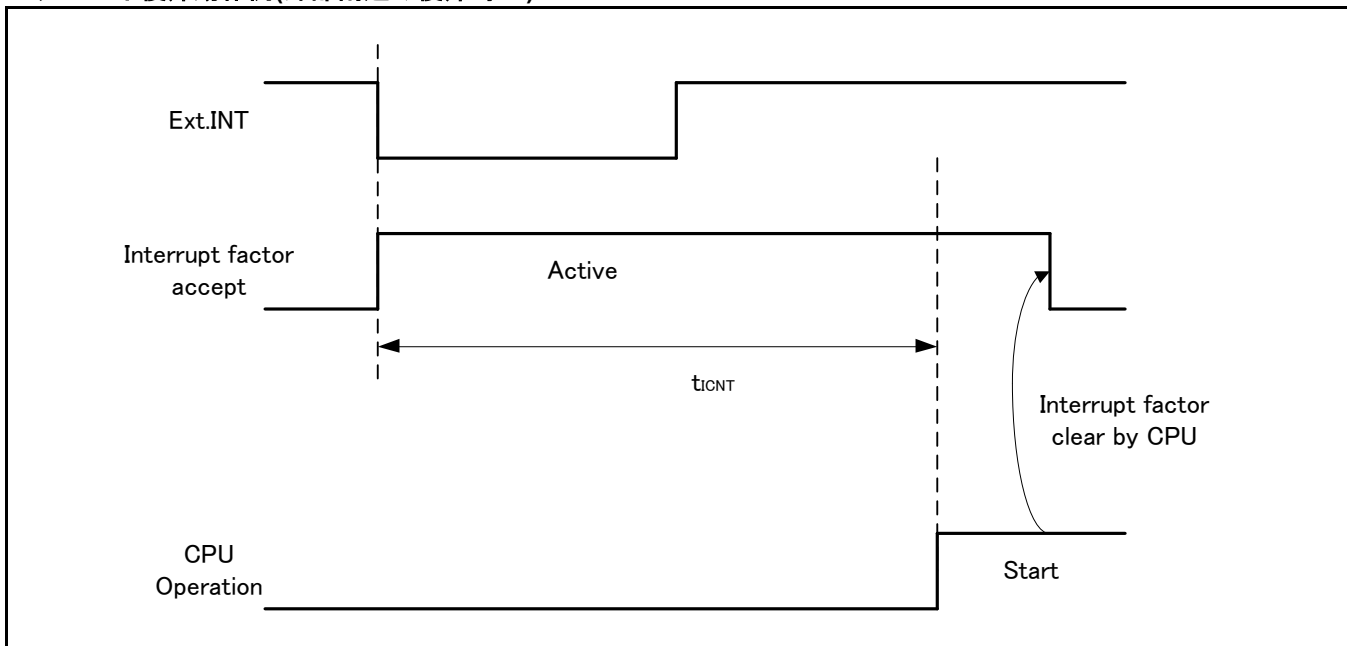 Ext.INT
Interrupt factor
accept
Active
tICNT
Interrupt factor
clear by CPU
CPU
Operation
Start